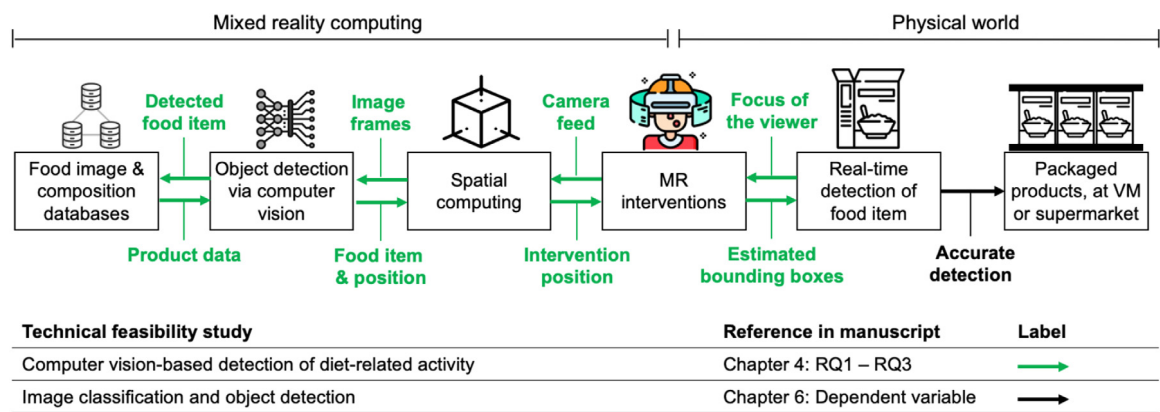 Mixed reality computing
Physical world
Detected
food item
Image
frames
Camera
feed
Focus of
the viewer
Food image &
composition
databases
Object detection
via computer
vision
Spatial
computing
MR
interventions
Real-time
detection of
food item
Packaged
products, at VM
or supermarket
Product data
Food item
& position
Intervention
position
Estimated
bounding boxes
Accurate
detection
Technical feasibility study Reference in manuscript Label
Computer vision-based detection of diet-related activity Chapter 4: RQ1 – RQ3
Image classification and object detection Chapter 6: Dependent variable